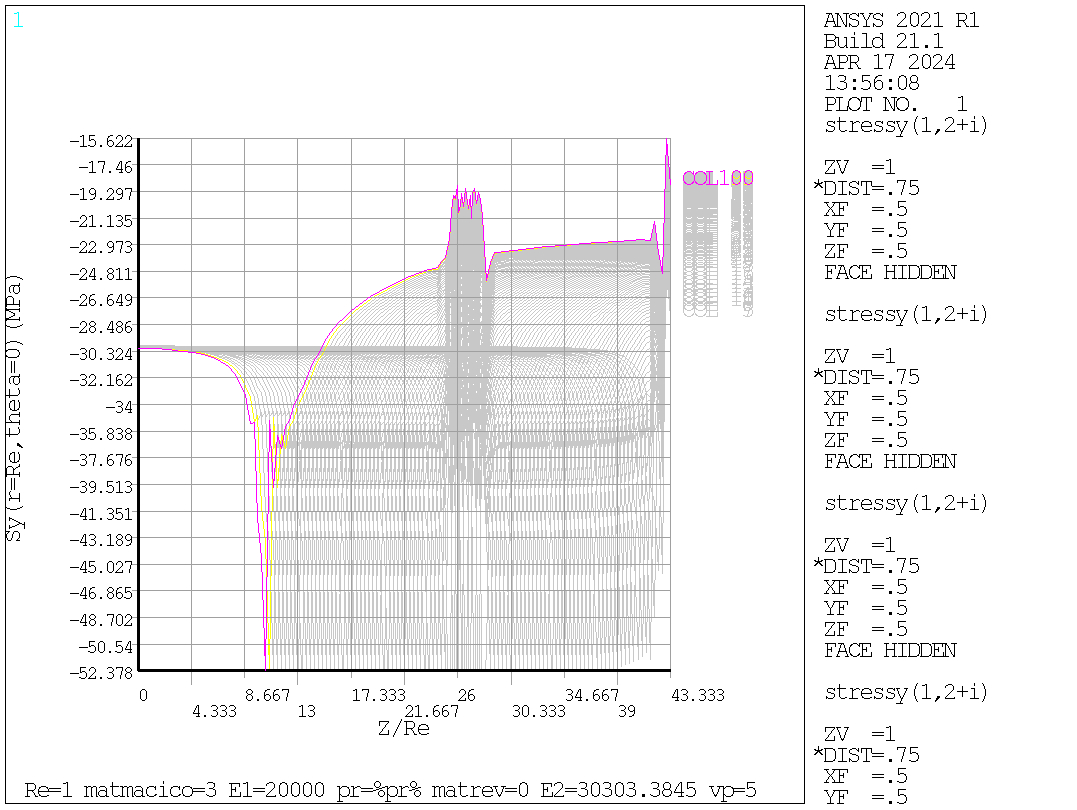 1
ANSYS 2021 R1
Build 21.1
APR 17 2024
13:56:08
PLOT NO. 1
stressy(1,2+i)
ZV =1
*DIST=.75
XF =.5
YF =.5
ZF =.5
FACE HIDDEN
stressy(1,2+i)
ZV =1
*DIST=.75
XF =.5
YF =.5
ZF =.5
FACE HIDDEN
stressy(1,2+i)
ZV =1
*DIST=.75
XF =.5
YF =.5
ZF =.5
FACE HIDDEN
stressy(1,2+i)
ZV =1
*DIST=.75
XF =.5
YF =.5
-15.622
-17.46
-19.297
-21.135
-22.973
-24.811
-26.649
-28.486
-30.324
-32.162
-34
-35.838
-37.676
-39.513
-41.351
-43.189
-45.027
-46.865
-48.702
-50.54
-52.378
Sy(r=Re,theta=0)(MPa)
COL100
0 8.667 17.333 26 34.667 43.333
4.333 13 21.667 30.333 39
Z/Re
Re=1 matmacico=3 E1=20000 pr=%pr% matrev=0 E2=30303.3845 vp=5